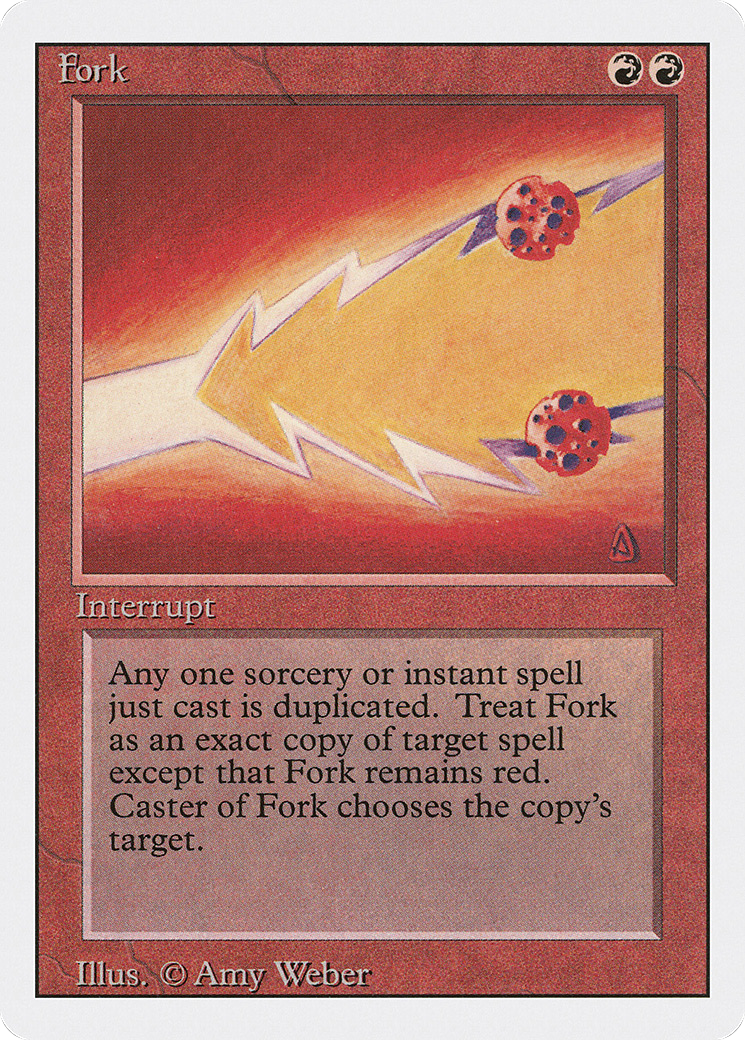 Fork
Interrupt
Any one sorcery or instant spell
just cast is duplicated. Treat Fork
as an exact copy of target spell
except that Fork remains red.
Caster of Fork chooses the copy's
target.
Illus. © Amy Weber